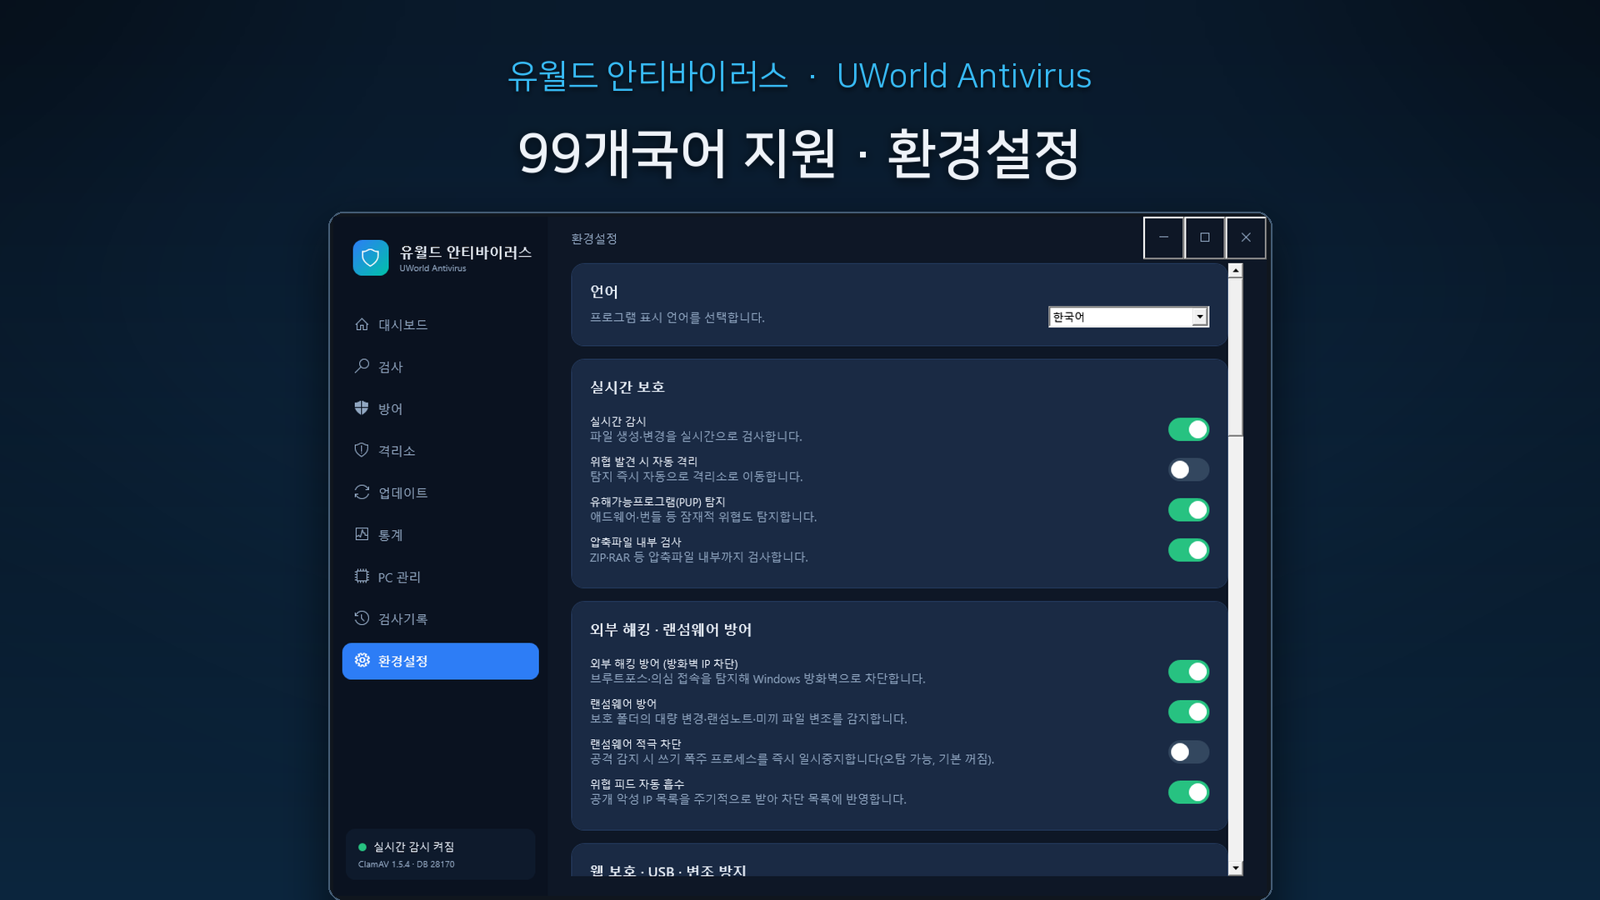 유월드 안티바이러스 · UWorld Antivirus
99개국어 지원 · 환경설정
유월드 안티바이러스
UWorld Antivirus
대시보드
검사
방어
격리소
업데이트
통계
PC 관리
검사기록
환경설정
실시간 감시 켜짐
ClamAV 1.5.4 · DB 28170
환경설정
언어
프로그램 표시 언어를 선택합니다.
한국어
실시간 보호
실시간 감시
파일 생성·변경을 실시간으로 검사합니다.
위협 발견 시 자동 격리
탐지 즉시 자동으로 격리소로 이동합니다.
유해가능프로그램(PUP) 탐지
애드웨어·번들 등 잠재적 위협도 탐지합니다.
압축파일 내부 검사
ZIP·RAR 등 압축파일 내부까지 검사합니다.
외부 해킹 · 랜섬웨어 방어
외부 해킹 방어 (방화벽 IP 차단)
브루트포스·의심 접속을 탐지해 Windows 방화벽으로 차단합니다.
랜섬웨어 방어
보호 폴더의 대량 변경·랜섬노트·미끼 파일 변조를 감지합니다.
랜섬웨어 적극 차단
공격 감지 시 쓰기 폭주 프로세스를 즉시 일시중지합니다(오탐 가능, 기본 꺼짐).
위협 피드 자동 흡수
공개 악성 IP 목록을 주기적으로 받아 차단 목록에 반영합니다.
웹 보호 · USB · 변조 방지